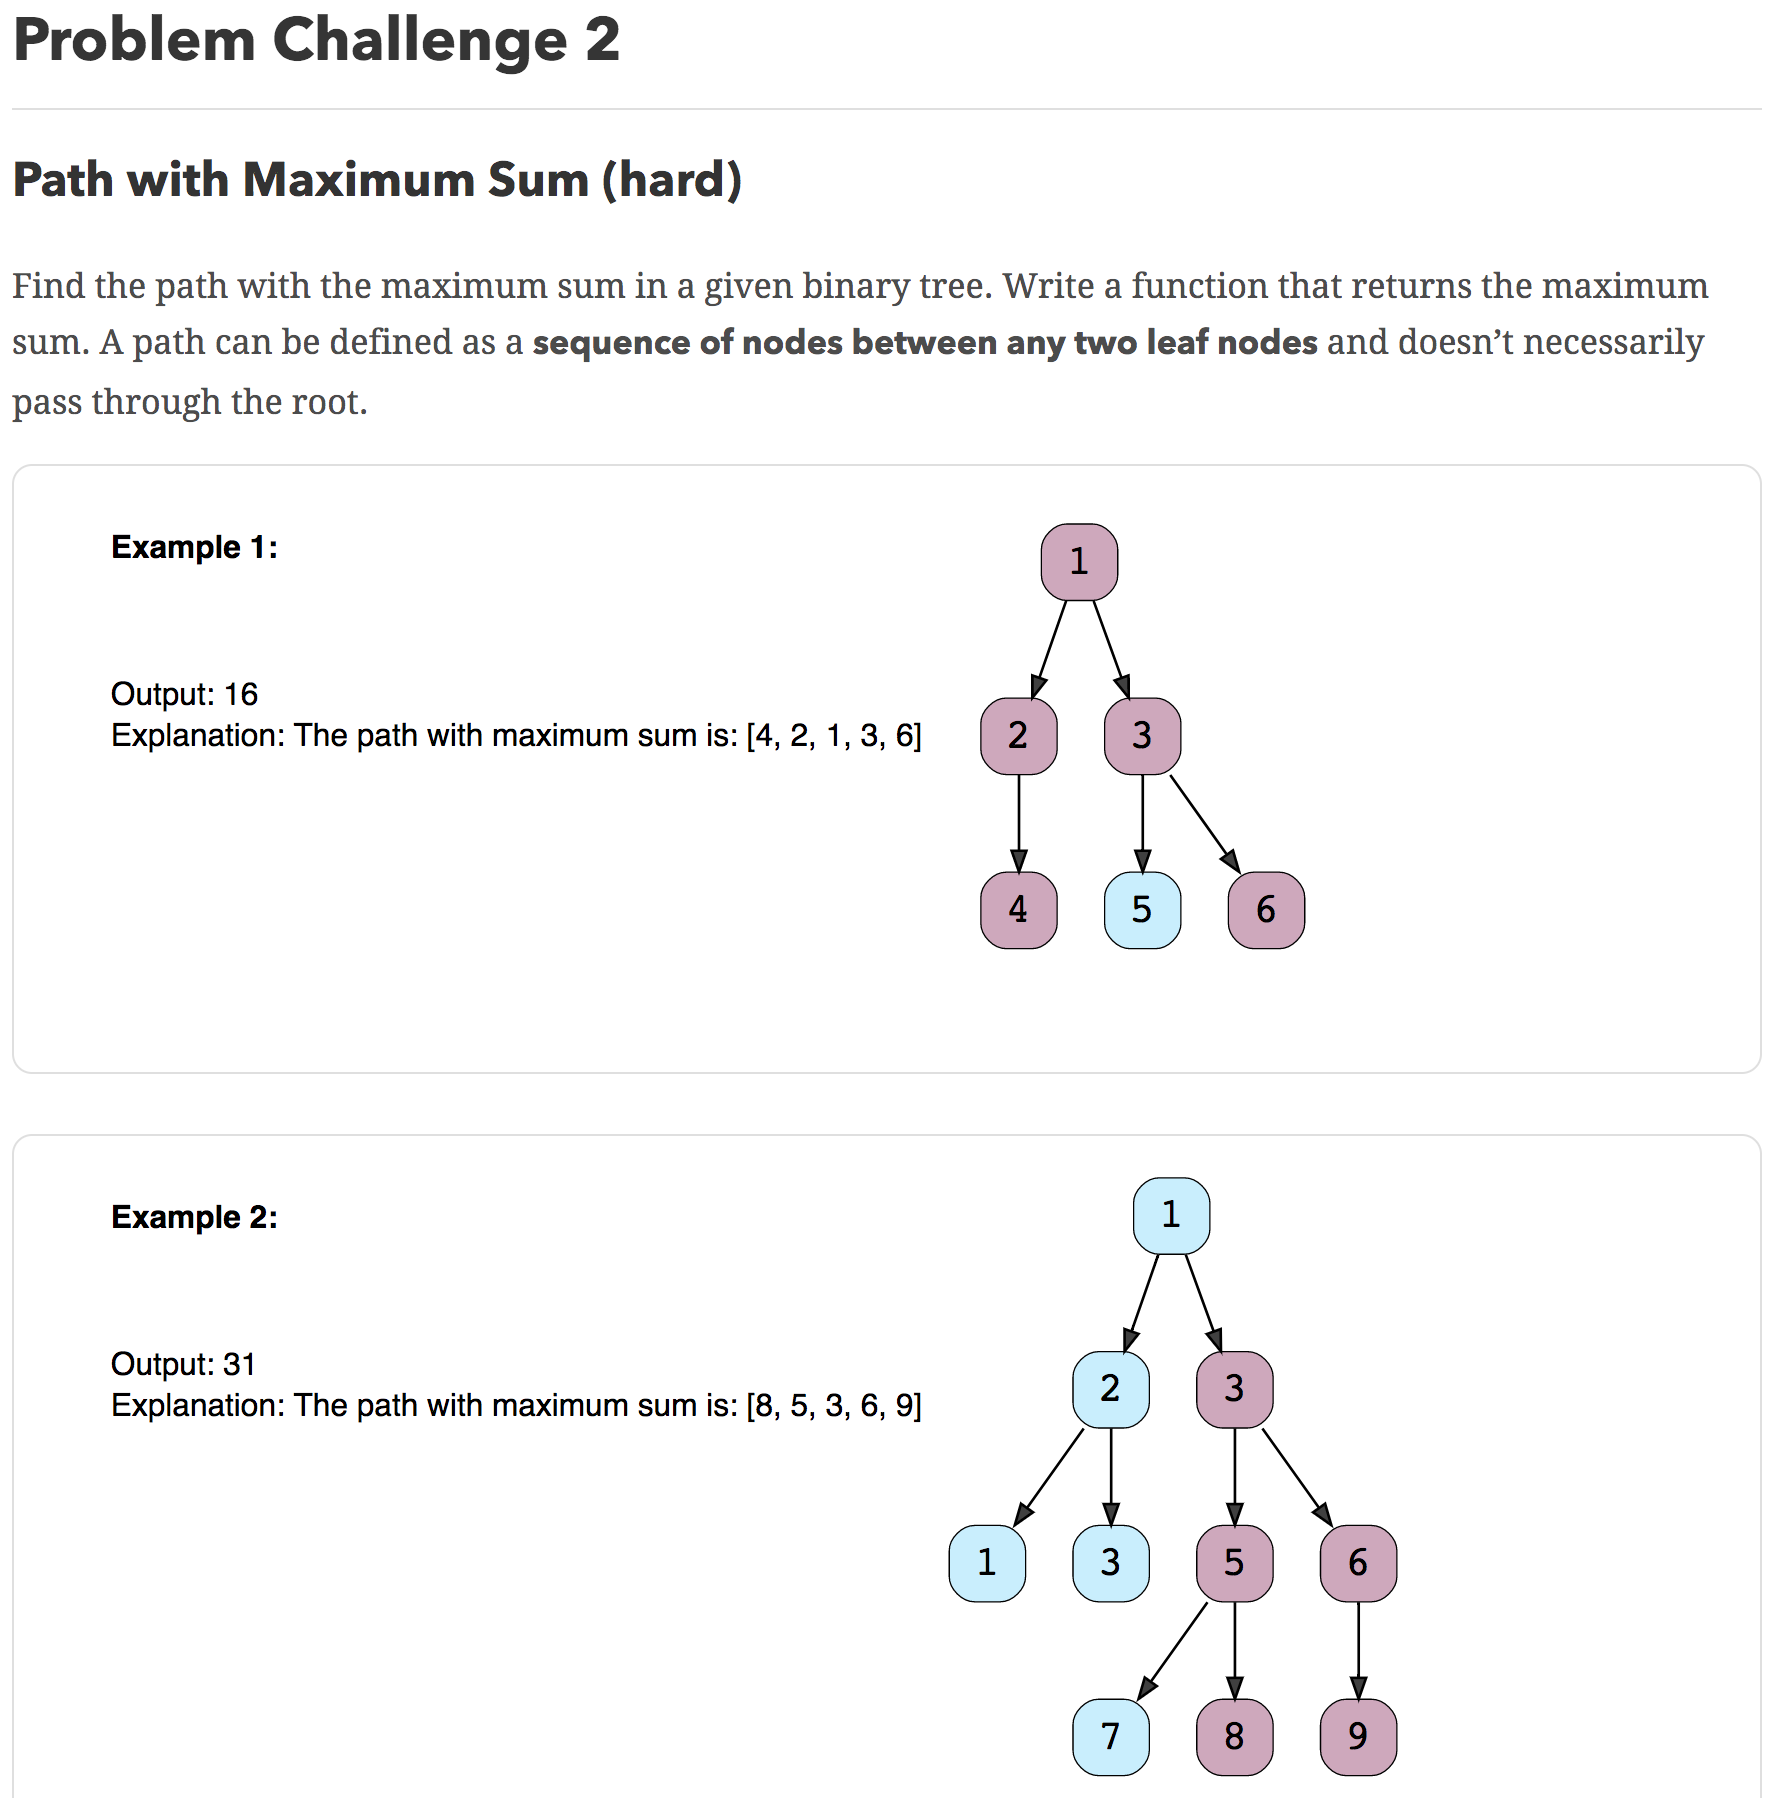 Problem Challenge 2
Path with Maximum Sum (hard)
Find the path with the maximum sum in a given binary tree. Write a function that returns the maximum
sum. A path can be defined as a sequence of nodes between any two leaf nodes and doesn’t necessarily
pass through the root.
Example 1:
1
Output: 16
Explanation: The path with maximum sum is: [4, 2, 1, 3, 6]
2 3
4 5 6
Example 2:
1
Output: 31
Explanation: The path with maximum sum is: [8, 5, 3, 6, 9]
2 3
1 3 5 6
7 8 9